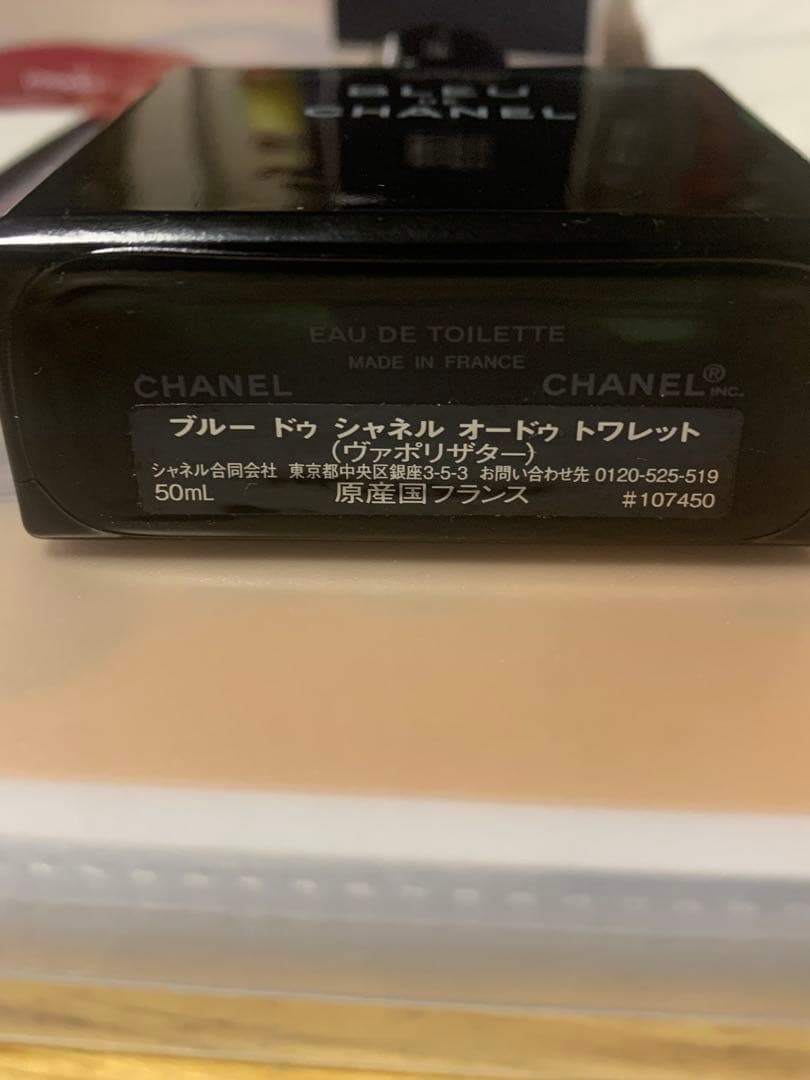 BLEU
DE
CHANEL
EAU DE TOILETTE
MADE IN FRANCE
CHANEL CHANEL® INC.
ブルー ドゥ シャネル オードゥ トワレット
(ヴァポリザター)
シャネル合同会社 東京都中央区銀座3-5-3 お問い合わせ先 0120-525-519
50mL 原産国フランス #107450